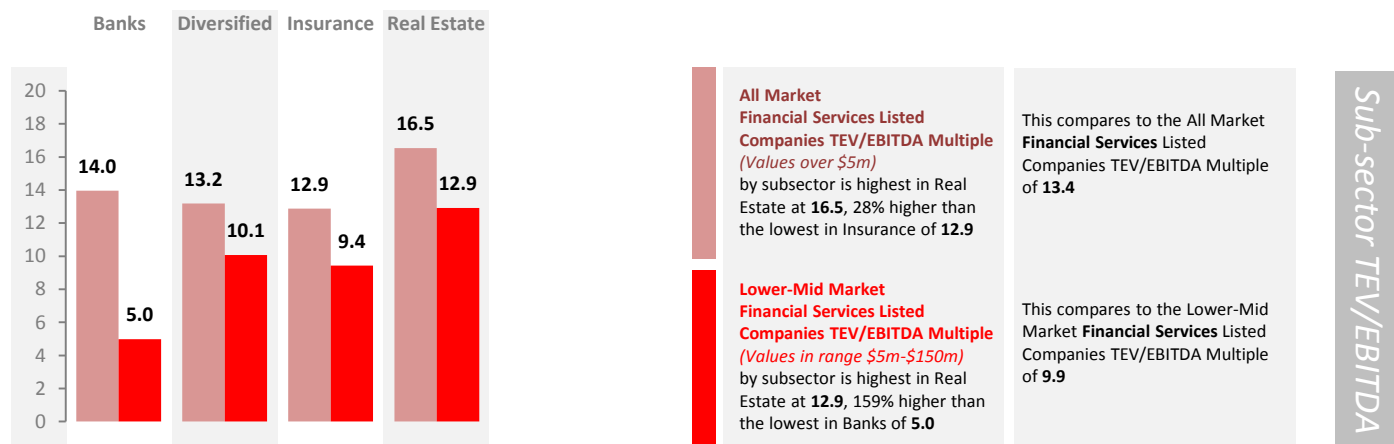 Banks Diversified Insurance Real Estate
20
18
16
14
12
10
8
6
4
2
0
14.0
5.0
13.2
10.1
12.9
9.4
16.5
12.9
All Market
Financial Services Listed
Companies TEV/EBITDA Multiple
(Values over $5m)
by subsector is highest in Real
Estate at 16.5, 28% higher than
the lowest in Insurance of 12.9
This compares to the All Market
Financial Services Listed
Companies TEV/EBITDA Multiple
of 13.4
Lower-Mid Market
Financial Services Listed
Companies TEV/EBITDA Multiple
(Values in range $5m-$150m)
by subsector is highest in Real
Estate at 12.9, 159% higher than
the lowest in Banks of 5.0
This compares to the Lower-Mid
Market Financial Services Listed
Companies TEV/EBITDA Multiple
of 9.9
Sub-sector TEV/EBITDA